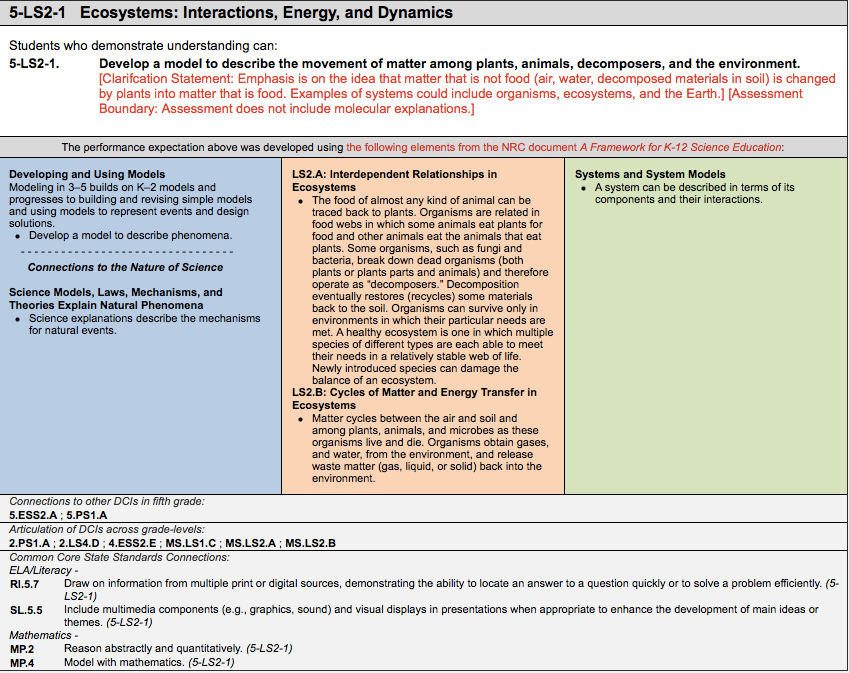 5-LS2-1 Ecosystems: Interactions, Energy, and Dynamics
Students who demonstrate understanding can:
5-LS2-1. Develop a model to describe the movement of matter among plants, animals, decomposers, and the environment.
[Clarifcation Statement: Emphasis is on the idea that matter that is not food (air, water, decomposed materials in soil) is changed
by plants into matter that is food. Examples of systems could include organisms, ecosystems, and the Earth.] [Assessment
Boundary: Assessment does not include molecular explanations.]
The performance expectation above was developed using the following elements from the NRC document A Framework for K-12 Science Education:
Developing and Using Models
Modeling in 3–5 builds on K–2 models and
progresses to building and revising simple models
and using models to represent events and design
solutions.
• Develop a model to describe phenomena.
- - - - - - - - - - - - - - - - - - - - - - - - - - - - - - -
Connections to the Nature of Science
Science Models, Laws, Mechanisms, and
Theories Explain Natural Phenomena
• Science explanations describe the mechanisms
for natural events.
LS2.A: Interdependent Relationships in
Ecosystems
• The food of almost any kind of animal can be
traced back to plants. Organisms are related in
food webs in which some animals eat plants for
food and other animals eat the animals that eat
plants. Some organisms, such as fungi and
bacteria, break down dead organisms (both
plants or plants parts and animals) and therefore
operate as “decomposers.” Decomposition
eventually restores (recycles) some materials
back to the soil. Organisms can survive only in
environments in which their particular needs are
met. A healthy ecosystem is one in which multiple
species of different types are each able to meet
their needs in a relatively stable web of life.
Newly introduced species can damage the
balance of an ecosystem.
LS2.B: Cycles of Matter and Energy Transfer in
Ecosystems
• Matter cycles between the air and soil and
among plants, animals, and microbes as these
organisms live and die. Organisms obtain gases,
and water, from the environment, and release
waste matter (gas, liquid, or solid) back into the
environment.
Systems and System Models
• A system can be described in terms of its
components and their interactions.
Connections to other DCIs in fifth grade:
5.ESS2.A ; 5.PS1.A
Articulation of DCIs across grade-levels:
2.PS1.A ; 2.LS4.D ; 4.ESS2.E ; MS.LS1.C ; MS.LS2.A ; MS.LS2.B
Common Core State Standards Connections:
ELA/Literacy -
RI.5.7 Draw on information from multiple print or digital sources, demonstrating the ability to locate an answer to a question quickly or to solve a problem efficiently. (5-
LS2-1)
SL.5.5 Include multimedia components (e.g., graphics, sound) and visual displays in presentations when appropriate to enhance the development of main ideas or
themes. (5-LS2-1)
Mathematics -
MP.2 Reason abstractly and quantitatively. (5-LS2-1)
MP.4 Model with mathematics. (5-LS2-1)